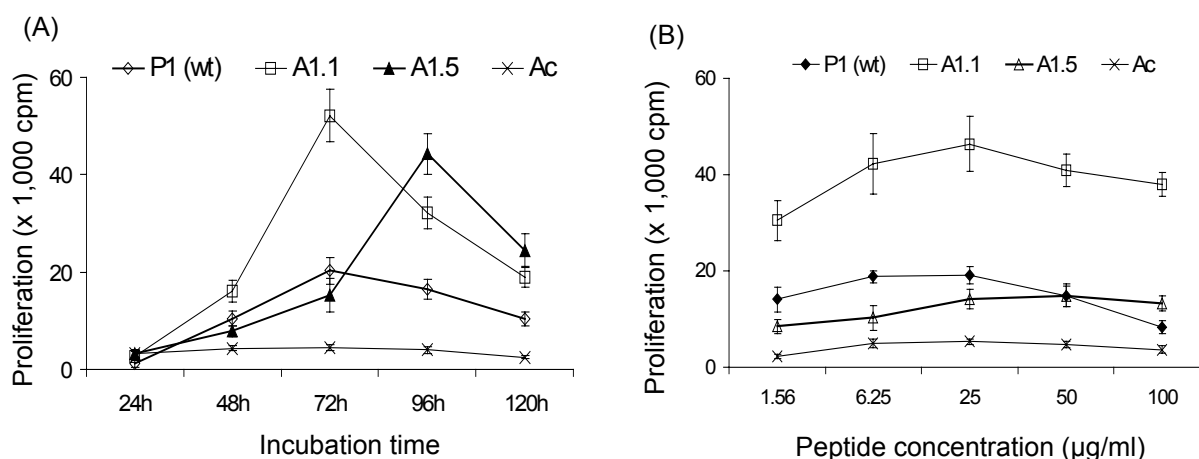 (A)
P1 (wt) A1.1 A1.5 Ac
Proliferation (x 1,000 cpm)
60
40
20
0
24h 48h 72h 96h 120h
Incubation time
(B)
P1 (wt) A1.1 A1.5 Ac
Proliferation (x 1,000 cpm)
60
40
20
0
1.56 6.25 25 50 100
Peptide concentration (µg/ml)